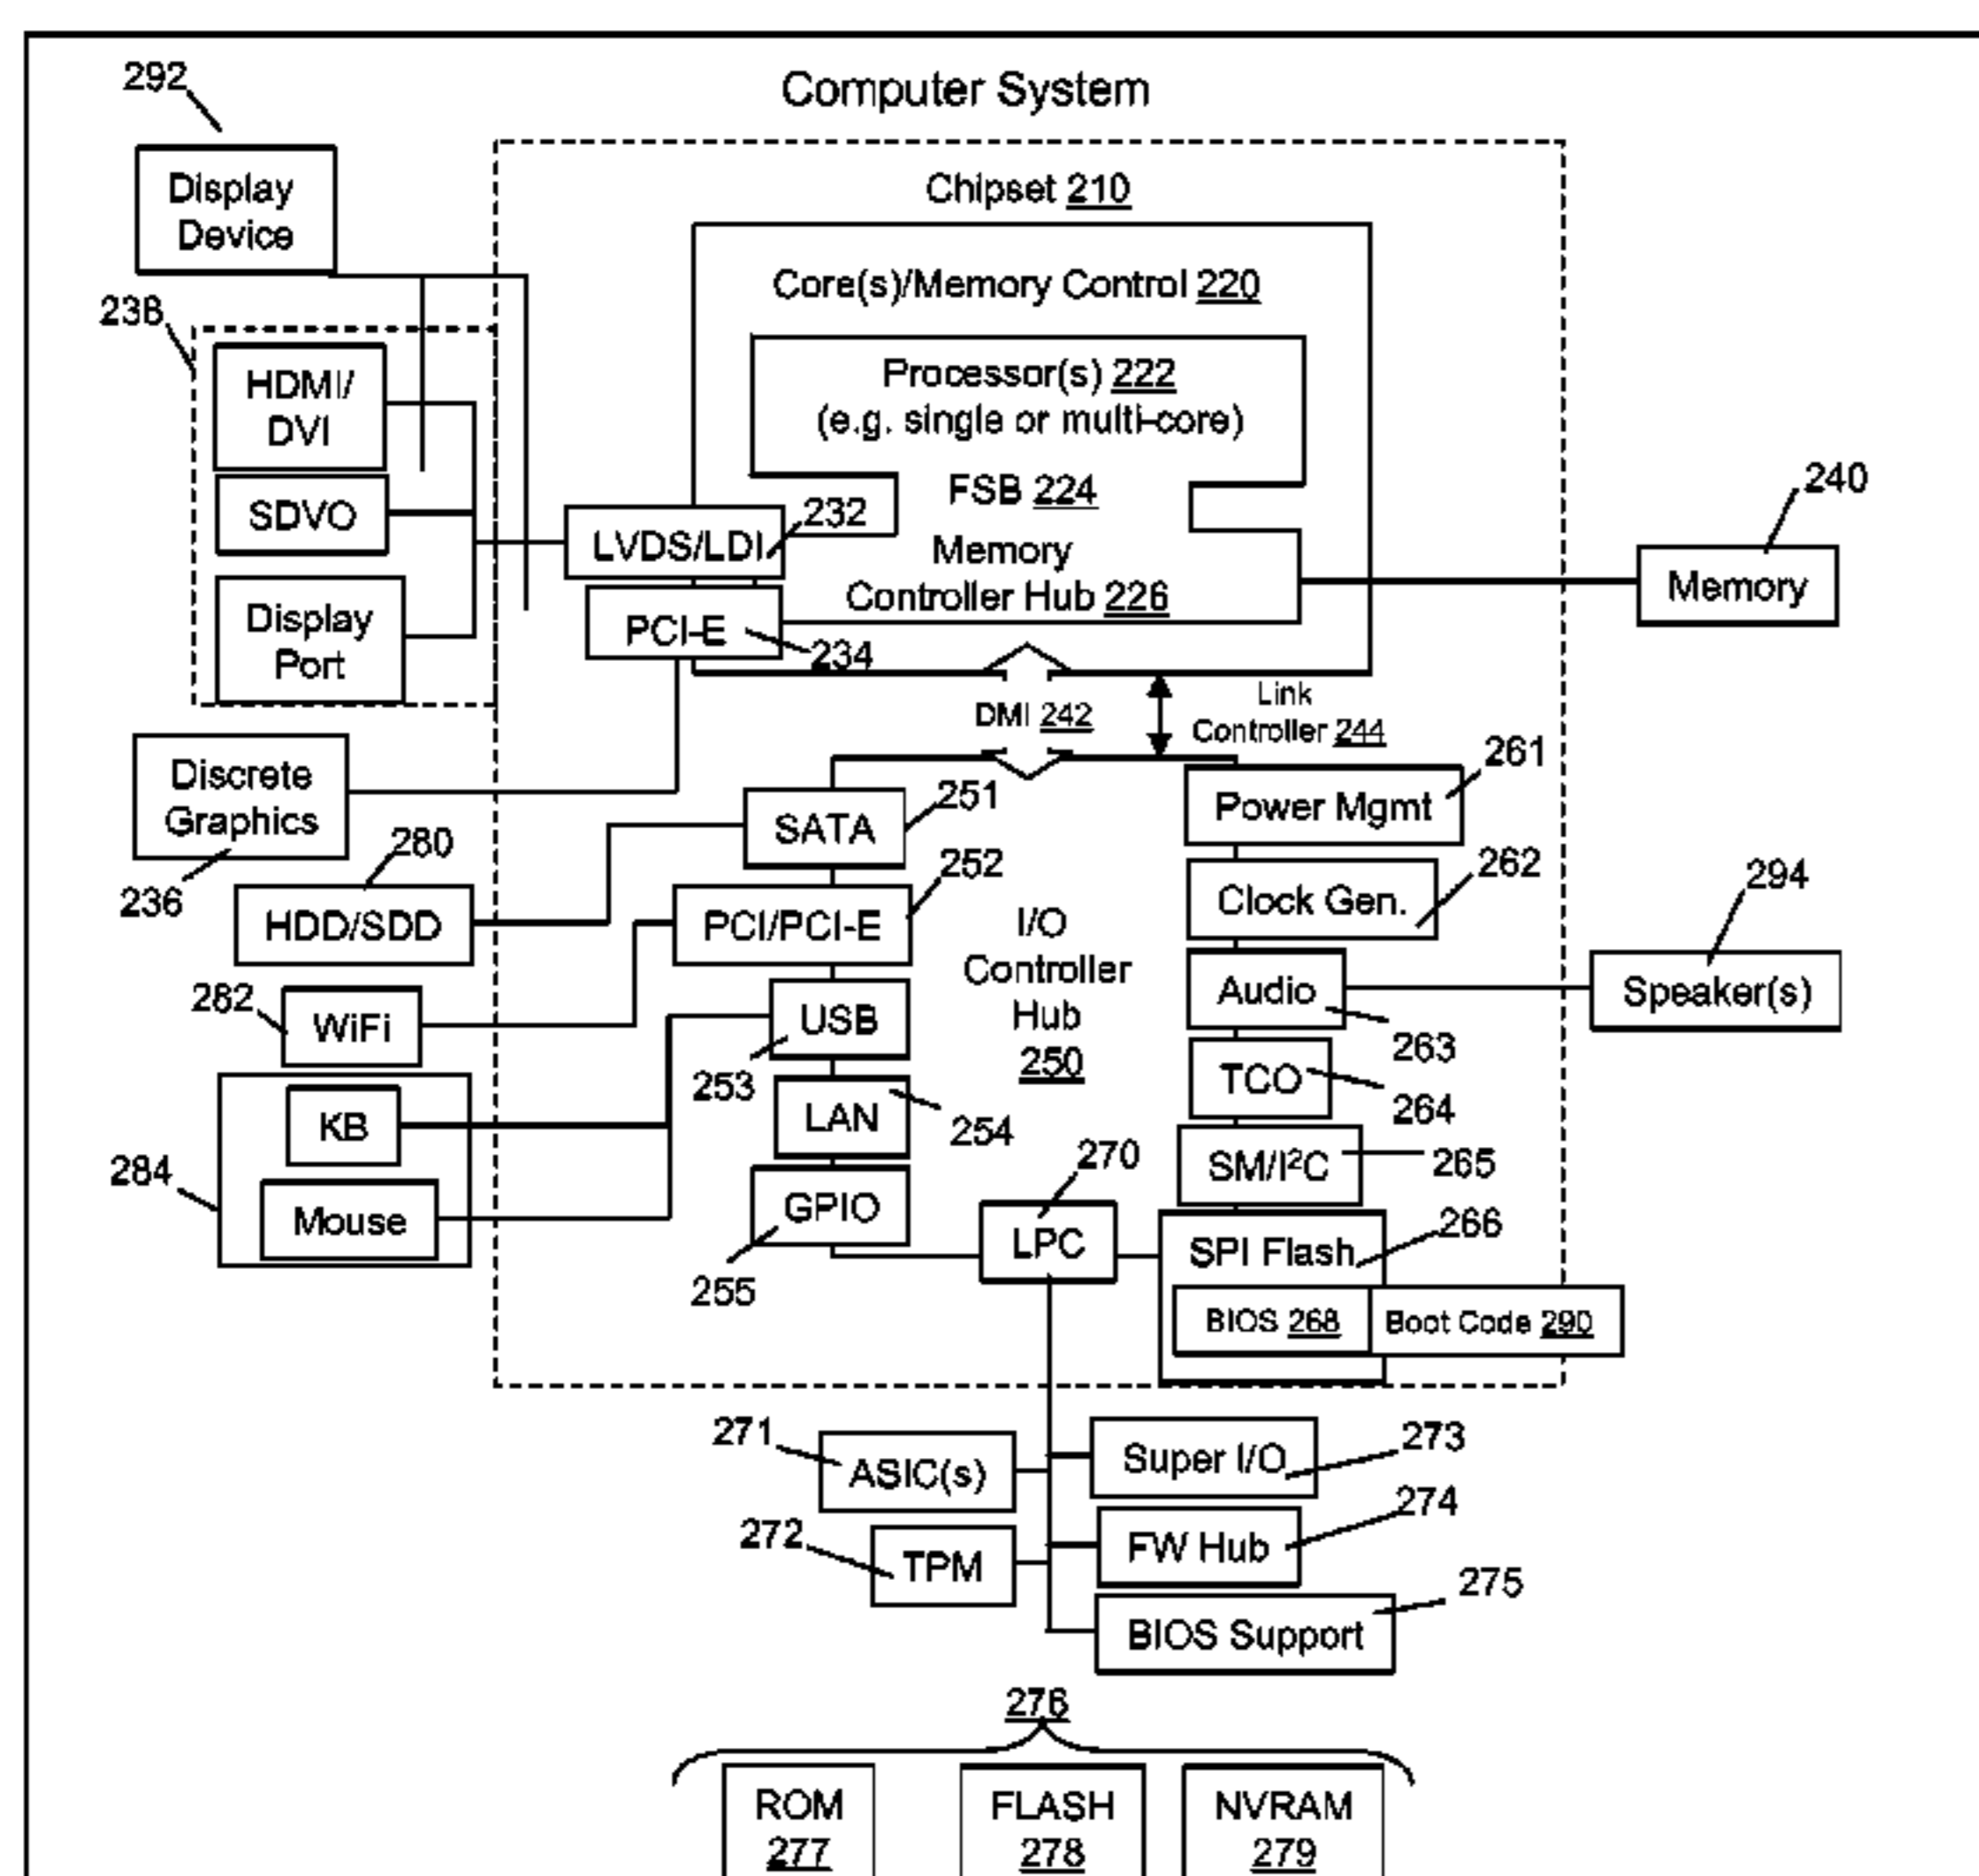 Computer System
292
Display
Device
Chipset 210
Core(s)/Memory Control 220
238
HDMI/
DVI
SDVO
Display
Port
Processor(s) 222
(e.g. single or multi-core)
FSB 224
Memory
Controller Hub 226
LVDS/LDI
232
PCI-E
234
240
Memory
DMI 242
Link
Controller 244
Discrete
Graphics
236
280
HDD/SDD
282
WiFi
KB
284
Mouse
SATA
251
PCI/PCI-E
252
USB
253
LAN
254
GPIO
255
I/O
Controller
Hub
250
261
Power Mgmt
262
Clock Gen.
Audio
263
294
Speaker(s)
TCO
264
SM/I²C
265
270
LPC
SPI Flash
266
BIOS 268
Boot Code 290
271
ASIC(s)
272
TPM
Super I/O
273
FW Hub
274
BIOS Support
275
276
ROM
277
FLASH
278
NVRAM
279